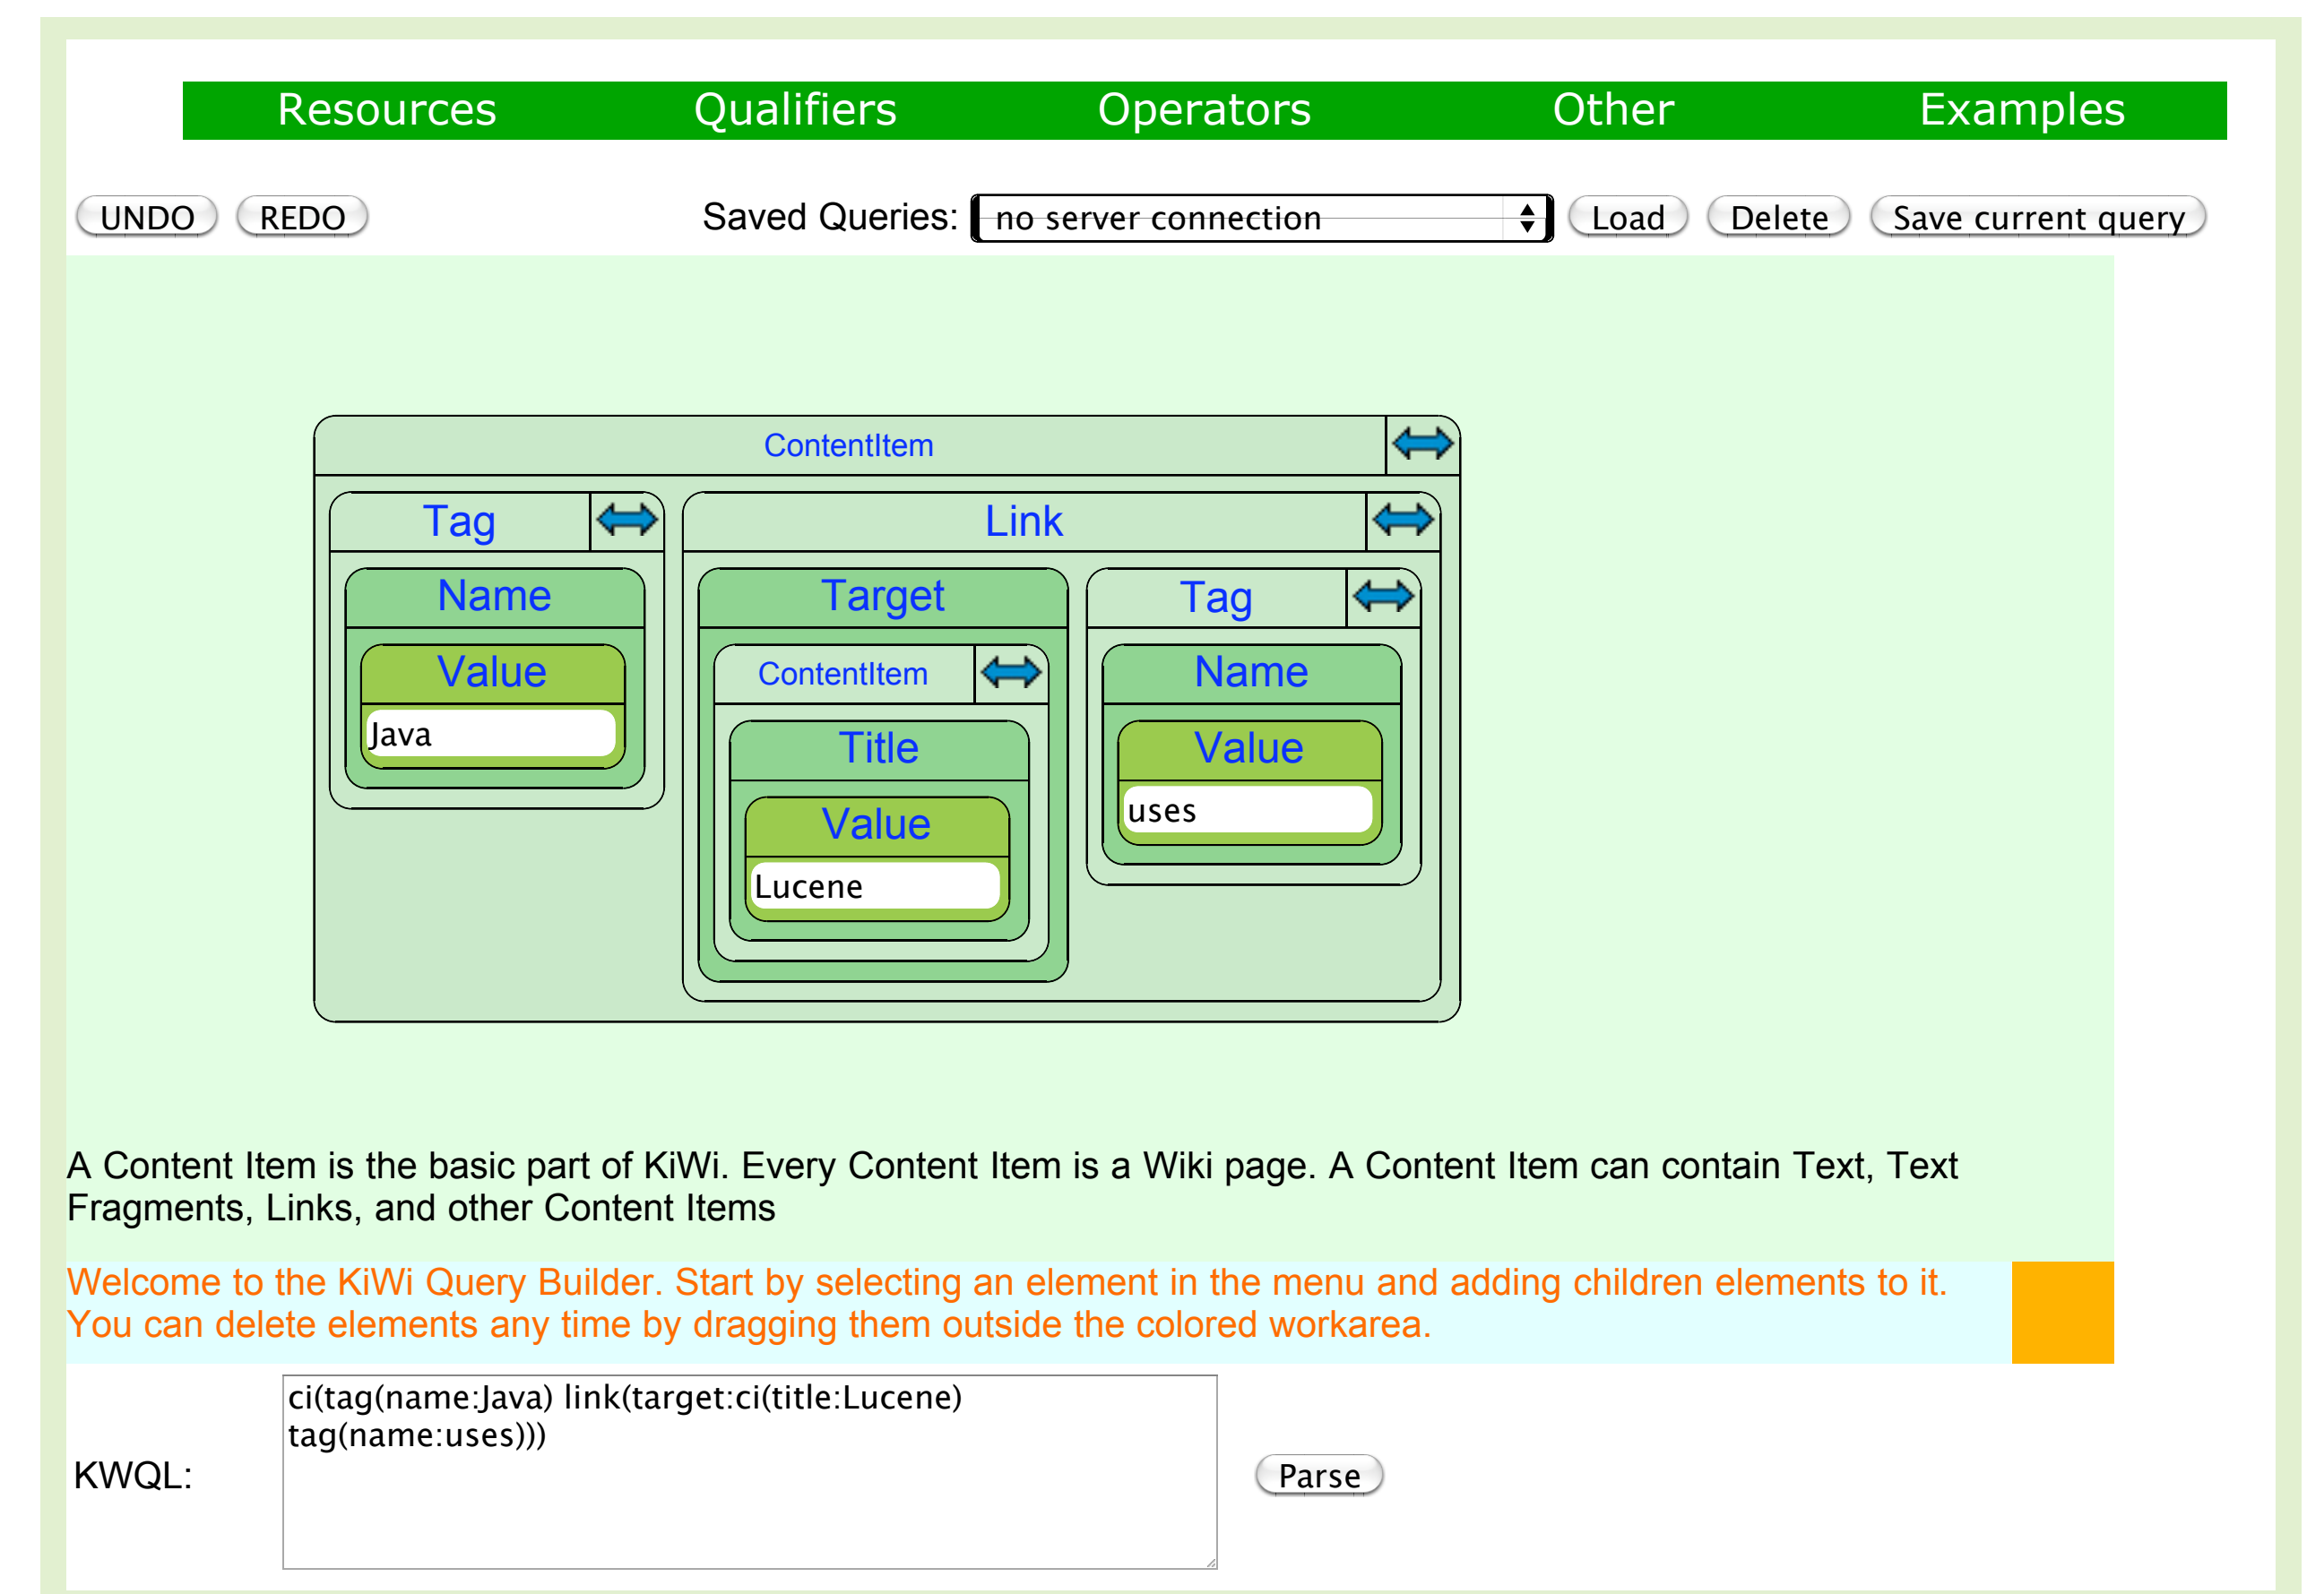 Resources Qualifiers Operators Other Examples
UNDO REDO Saved Queries: no server connection Load Delete Save current query
ContentItem
Tag Link
Name Target Tag
Value ContentItem Name
Java Title Value
Value uses
Lucene
A Content Item is the basic part of KiWi. Every Content Item is a Wiki page. A Content Item can contain Text, Text
Fragments, Links, and other Content Items
Welcome to the KiWi Query Builder. Start by selecting an element in the menu and adding children elements to it.
You can delete elements any time by dragging them outside the colored workarea.
ci(tag(name:Java) link(target:ci(title:Lucene)
tag(name:uses)))
KWQL: Parse